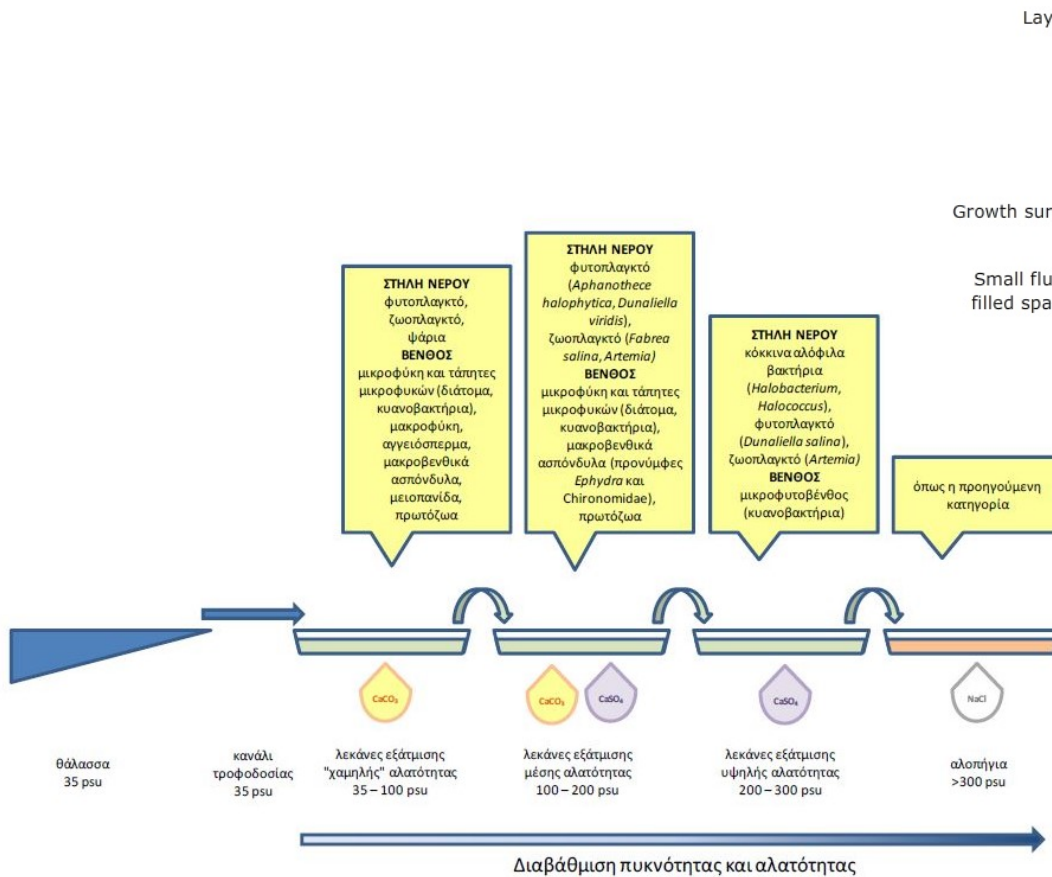 Lay
Growth sur
Small flu
filled spa
ΣΤΗΛΗ ΝΕΡΟΥ
φυτοπλαγκτό,
ζωοπλαγκτό,
ψάρια
ΒΕΝΘΟΣ
μικροφύκη και τάπητες
μικροφυκών (διάτομα,
κυανοβακτήρια),
μακροφύκη,
αγγειόσπερμα,
μακροβενθικά
ασπόνδυλα,
μειοπανίδα,
πρωτόζωα
ΣΤΗΛΗ ΝΕΡΟΥ
φυτοπλαγκτό
(Aphanothece
halophytica, Dunaliella
viridis),
ζωοπλαγκτό (Fabrea
salina, Artemia)
ΒΕΝΘΟΣ
μικροφύκη και τάπητες
μικροφυκών (διάτομα,
κυανοβακτήρια),
μακροβενθικά
ασπόνδυλα (προνύμφες
Ephydra και
Chironomidae),
πρωτόζωα
ΣΤΗΛΗ ΝΕΡΟΥ
κόκκινα αλόφιλα
βακτήρια
(Halobacterium,
Halococcus),
φυτοπλαγκτό
(Dunaliella salina),
ζωοπλαγκτό (Artemia)
ΒΕΝΘΟΣ
μικροφυτοβένθος
(κυανοβακτήρια)
όπως η προηγούμενη
κατηγορία
CaCO₃
CaCO₃
CaSO₄
CaSO₄
NaCl
θάλασσα
35 psu
κανάλι
τροφοδοσίας
35 psu
λεκάνες εξάτμισης
"χαμηλής" αλατότητας
35 – 100 psu
λεκάνες εξάτμισης
μέσης αλατότητας
100 – 200 psu
λεκάνες εξάτμισης
υψηλής αλατότητας
200 – 300 psu
αλοπήγια
>300 psu
Διαβάθμιση πυκνότητας και αλατότητας